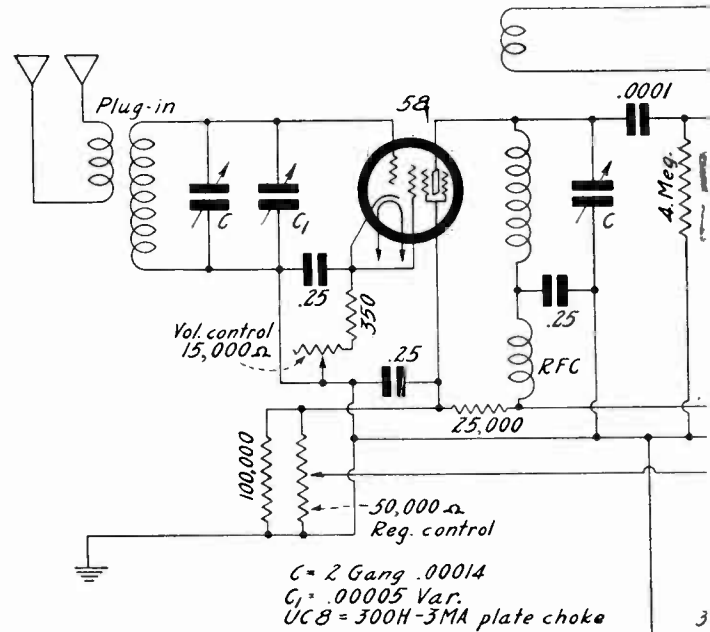 58
.0001
Plug-in
4 Meg.
C
C₁
C
.25
350
.25
Vol. control
15,000Ω
.25
RFC
25,000
100,000
50,000Ω
Reg. control
C = 2 Gang .00014
C₁ = .00005 Var.
UC8 = 300H-3MA plate choke
3